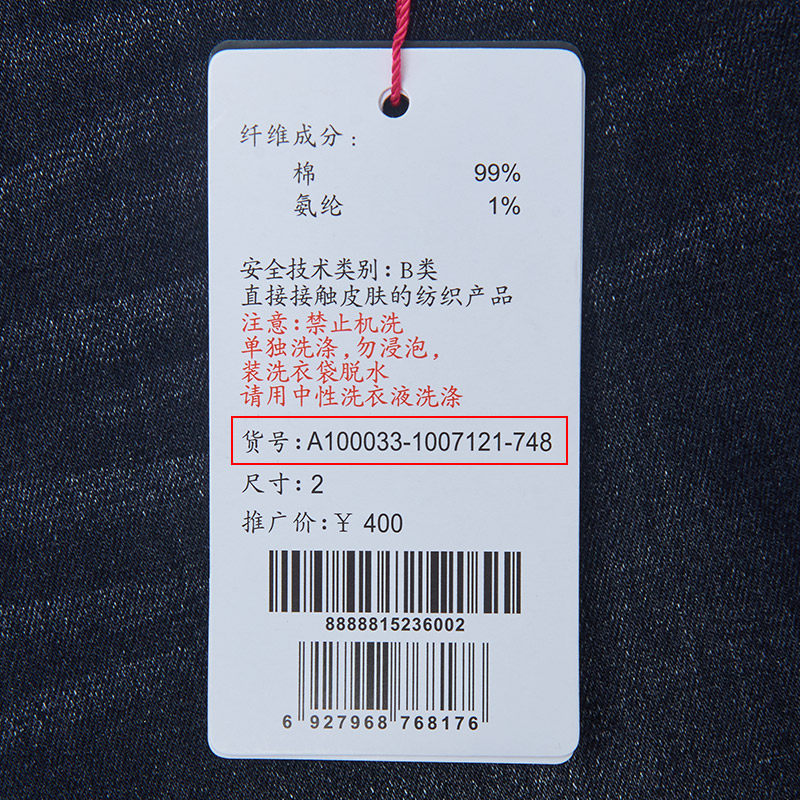 纤维成分:
棉 99%
氨纶 1%
安全技术类别:B类
直接接触皮肤的纺织产品
注意:禁止机洗
单独洗涤,勿浸泡,
装洗衣袋脱水
请用中性洗衣液洗涤
货号:A100033-1007121-748
尺寸:2
推广价:¥ 400
8888815236002
6 927968 768176